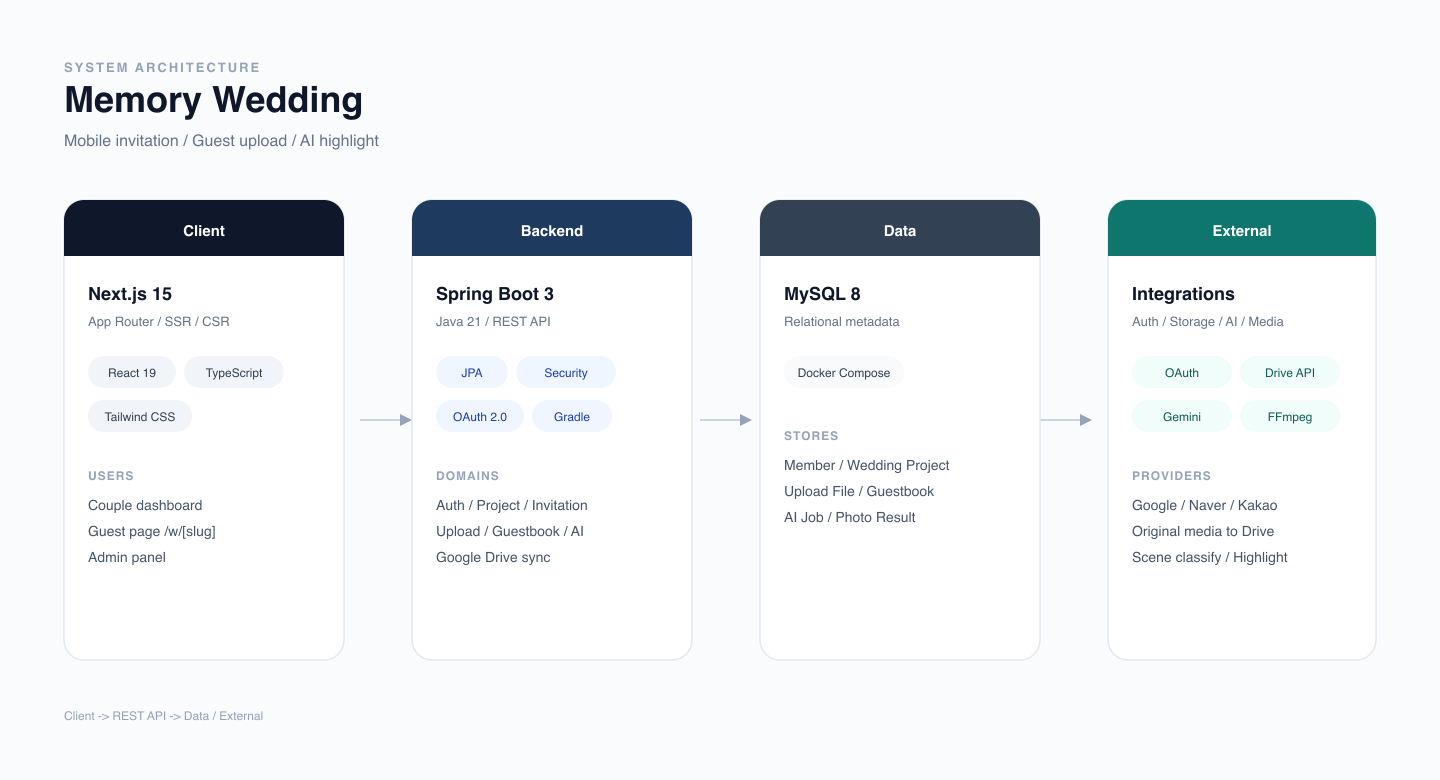 SYSTEM ARCHITECTURE
Memory Wedding
Mobile invitation / Guest upload / AI highlight
Client
Next.js 15
App Router / SSR / CSR
React 19
TypeScript
Tailwind CSS
USERS
Couple dashboard
Guest page /w/[slug]
Admin panel
Backend
Spring Boot 3
Java 21 / REST API
JPA
Security
OAuth 2.0
Gradle
DOMAINS
Auth / Project / Invitation
Upload / Guestbook / AI
Google Drive sync
Data
MySQL 8
Relational metadata
Docker Compose
STORES
Member / Wedding Project
Upload File / Guestbook
AI Job / Photo Result
External
Integrations
Auth / Storage / AI / Media
OAuth
Drive API
Gemini
FFmpeg
PROVIDERS
Google / Naver / Kakao
Original media to Drive
Scene classify / Highlight
Client -> REST API -> Data / External